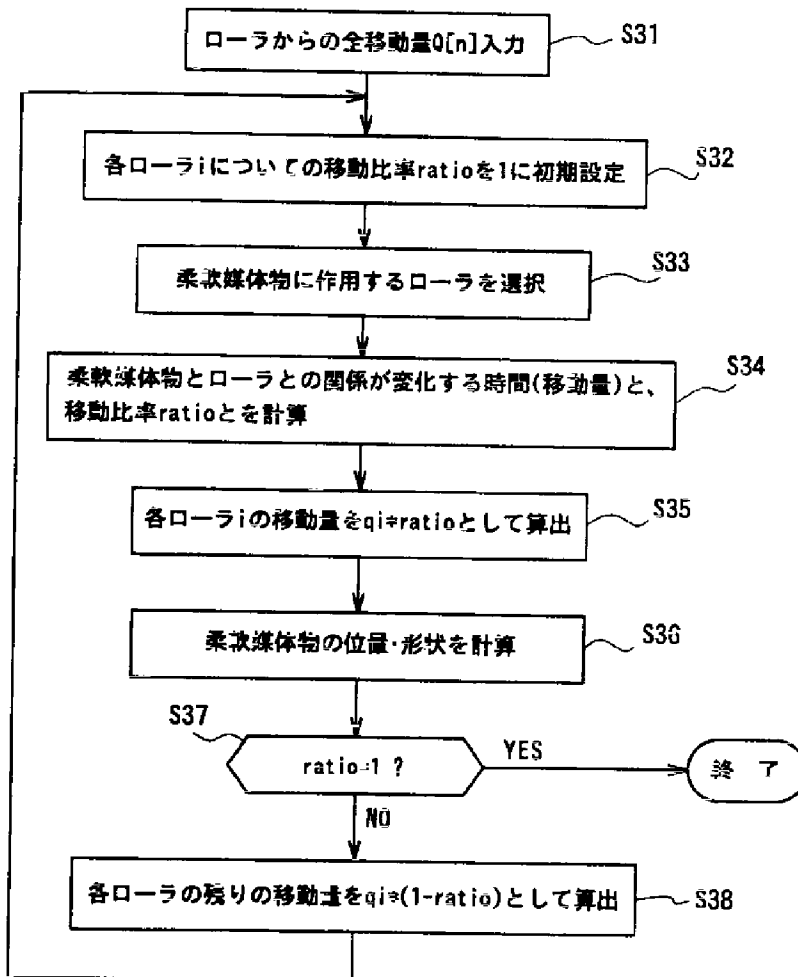 ローラからの全移動量Q[n]入力
S31
各ローラiについての移動比率ratioを1に初期設定
S32
柔軟媒体物に作用するローラを選択
S33
柔軟媒体物とローラとの関係が変化する時間(移動量)と、
移動比率ratioとを計算
S34
各ローラiの移動量をqi*ratioとして算出
S35
柔軟媒体物の位置・形状を計算
S36
S37
ratio=1 ?
YES
終 了
NO
各ローラの残りの移動量をqi*(1-ratio)として算出
S38